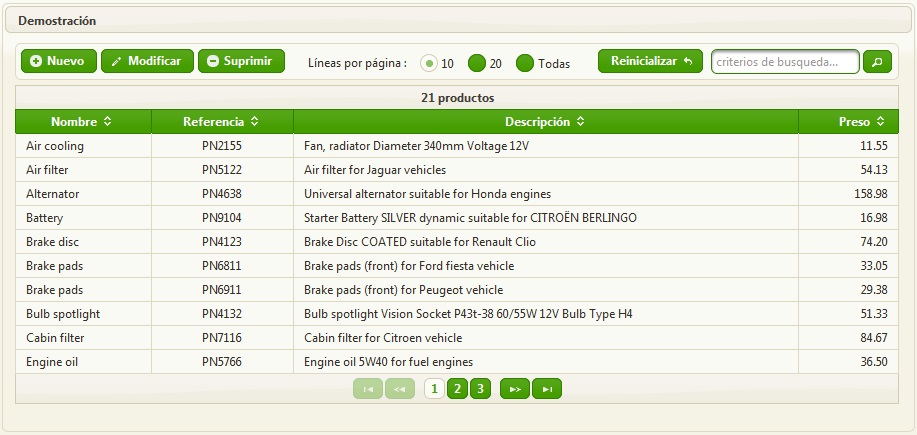 Demostración
Nuevo Modificar Suprimir Líneas por página : 10 20 Todas Reinicializar criterios de busqueda...
21 productos
Nombre Referencia Descripción Preso
Air cooling PN2155 Fan, radiator Diameter 340mm Voltage 12V 11.55
Air filter PN5122 Air filter for Jaguar vehicles 54.13
Alternator PN4638 Universal alternator suitable for Honda engines 158.98
Battery PN9104 Starter Battery SILVER dynamic suitable for CITROËN BERLINGO 16.98
Brake disc PN4123 Brake Disc COATED suitable for Renault Clio 74.20
Brake pads PN6811 Brake pads (front) for Ford fiesta vehicle 33.05
Brake pads PN6911 Brake pads (front) for Peugeot vehicle 29.38
Bulb spotlight PN4132 Bulb spotlight Vision Socket P43t-38 60/55W 12V Bulb Type H4 51.33
Cabin filter PN7116 Cabin filter for Citroen vehicle 84.67
Engine oil PN5766 Engine oil 5W40 for fuel engines 36.50
1 2 3